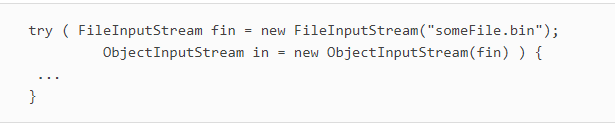 try ( FileInputStream fin = new FileInputStream("someFile.bin");
ObjectInputStream in = new ObjectInputStream(fin) ) {
...
}